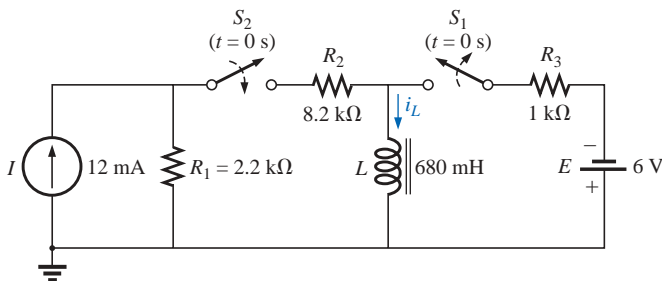 S2
(t = 0 s)
S1
(t = 0 s)
R2
8.2 kΩ
iL
R3
1 kΩ
I
12 mA
R1 = 2.2 kΩ
L
680 mH
E
−
+
6 V